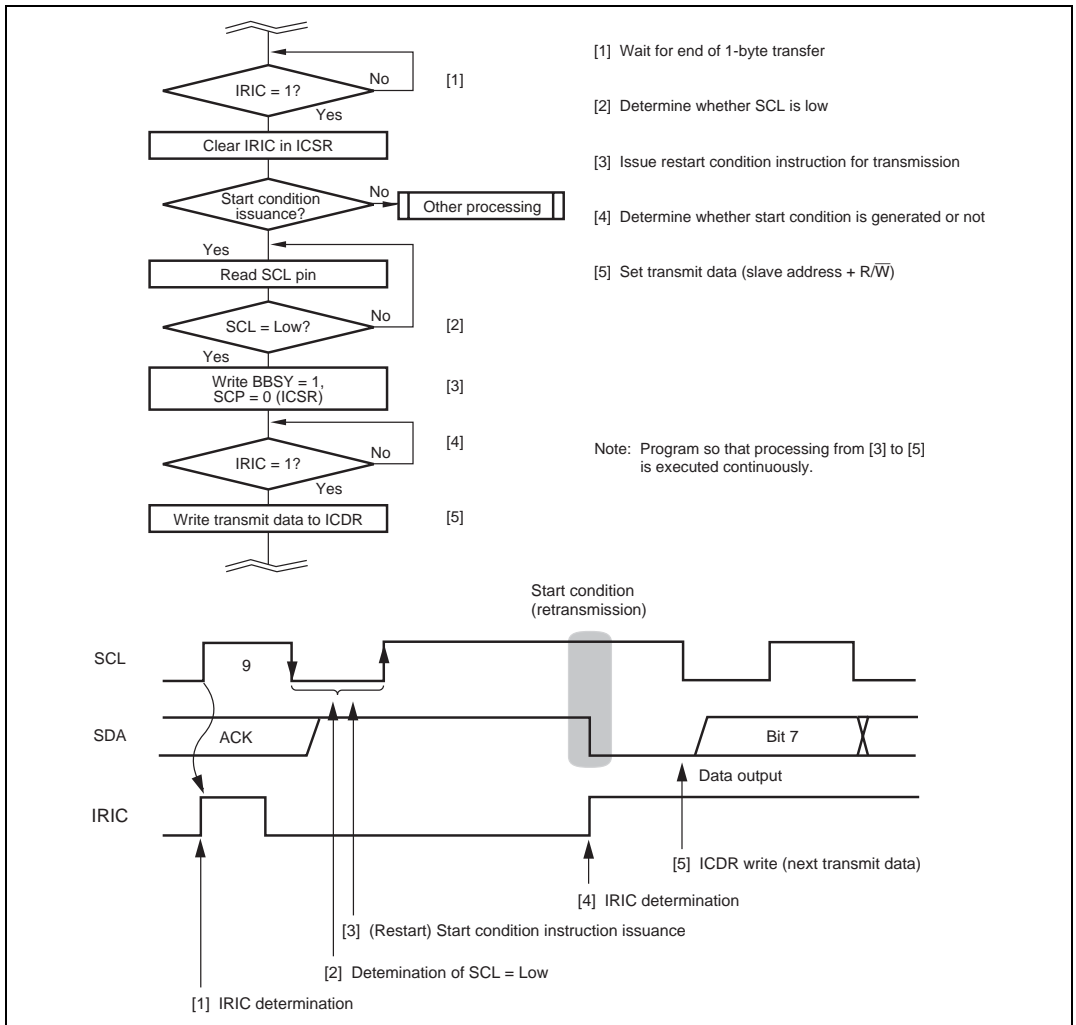 IRIC = 1?
No
[1]
Yes
Clear IRIC in ICSR
Start condition
issuance?
No
Other processing
Yes
Read SCL pin
SCL = Low?
No
[2]
Yes
Write BBSY = 1,
SCP = 0 (ICSR)
[3]
IRIC = 1?
No
[4]
Yes
Write transmit data to ICDR
[5]
[1] Wait for end of 1-byte transfer
[2] Determine whether SCL is low
[3] Issue restart condition instruction for transmission
[4] Determine whether start condition is generated or not
[5] Set transmit data (slave address + R/W̅)
Note: Program so that processing from [3] to [5]
is executed continuously.
Start condition
(retransmission)
SCL
9
SDA
ACK
Bit 7
Data output
IRIC
[5] ICDR write (next transmit data)
[4] IRIC determination
[3] (Restart) Start condition instruction issuance
[2] Detemination of SCL = Low
[1] IRIC determination